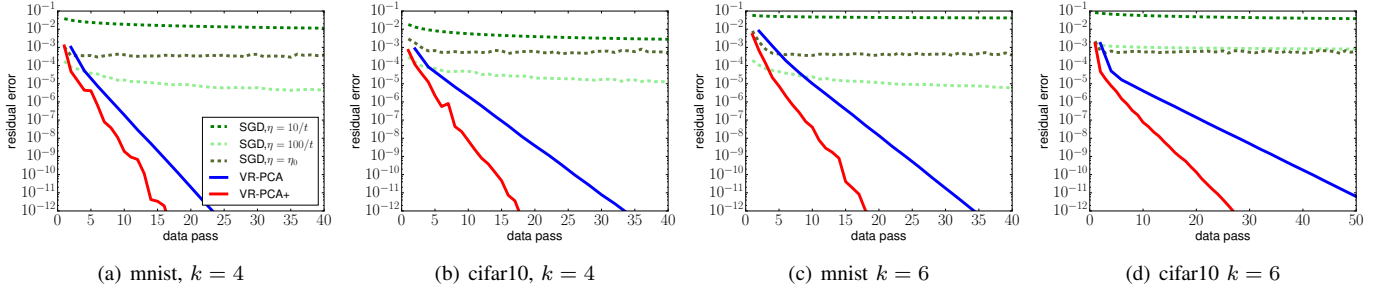 residual error
10⁻¹
10⁻²
10⁻³
10⁻⁴
10⁻⁵
10⁻⁶
10⁻⁷
10⁻⁸
10⁻⁹
10⁻¹⁰
10⁻¹¹
10⁻¹²
0 5 10 15 20 25 30 35 40
data pass
SGD,η = 10/t
SGD,η = 100/t
SGD,η = η₀
VR-PCA
VR-PCA+
(a) mnist, k = 4
residual error
10⁻¹
10⁻²
10⁻³
10⁻⁴
10⁻⁵
10⁻⁶
10⁻⁷
10⁻⁸
10⁻⁹
10⁻¹⁰
10⁻¹¹
10⁻¹²
0 5 10 15 20 25 30 35 40
data pass
(b) cifar10, k = 4
residual error
10⁻¹
10⁻²
10⁻³
10⁻⁴
10⁻⁵
10⁻⁶
10⁻⁷
10⁻⁸
10⁻⁹
10⁻¹⁰
10⁻¹¹
10⁻¹²
0 5 10 15 20 25 30 35 40
data pass
(c) mnist k = 6
residual error
10⁻¹
10⁻²
10⁻³
10⁻⁴
10⁻⁵
10⁻⁶
10⁻⁷
10⁻⁸
10⁻⁹
10⁻¹⁰
10⁻¹¹
10⁻¹²
0 10 20 30 40 50
data pass
(d) cifar10 k = 6